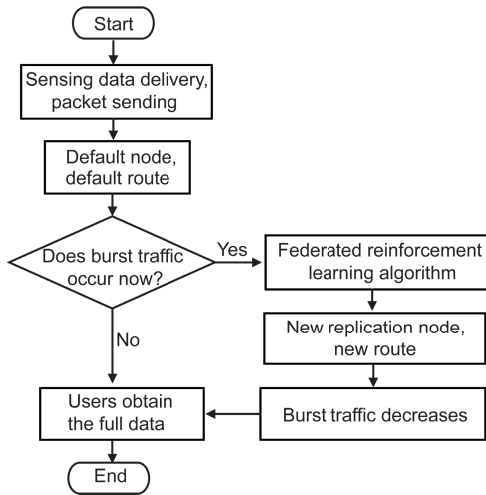 Start
Sensing data delivery,
packet sending
Default node,
default route
Does burst traffic
occur now?
Yes
Federated reinforcement
learning algorithm
New replication node,
new route
No
Users obtain
the full data
Burst traffic decreases
End